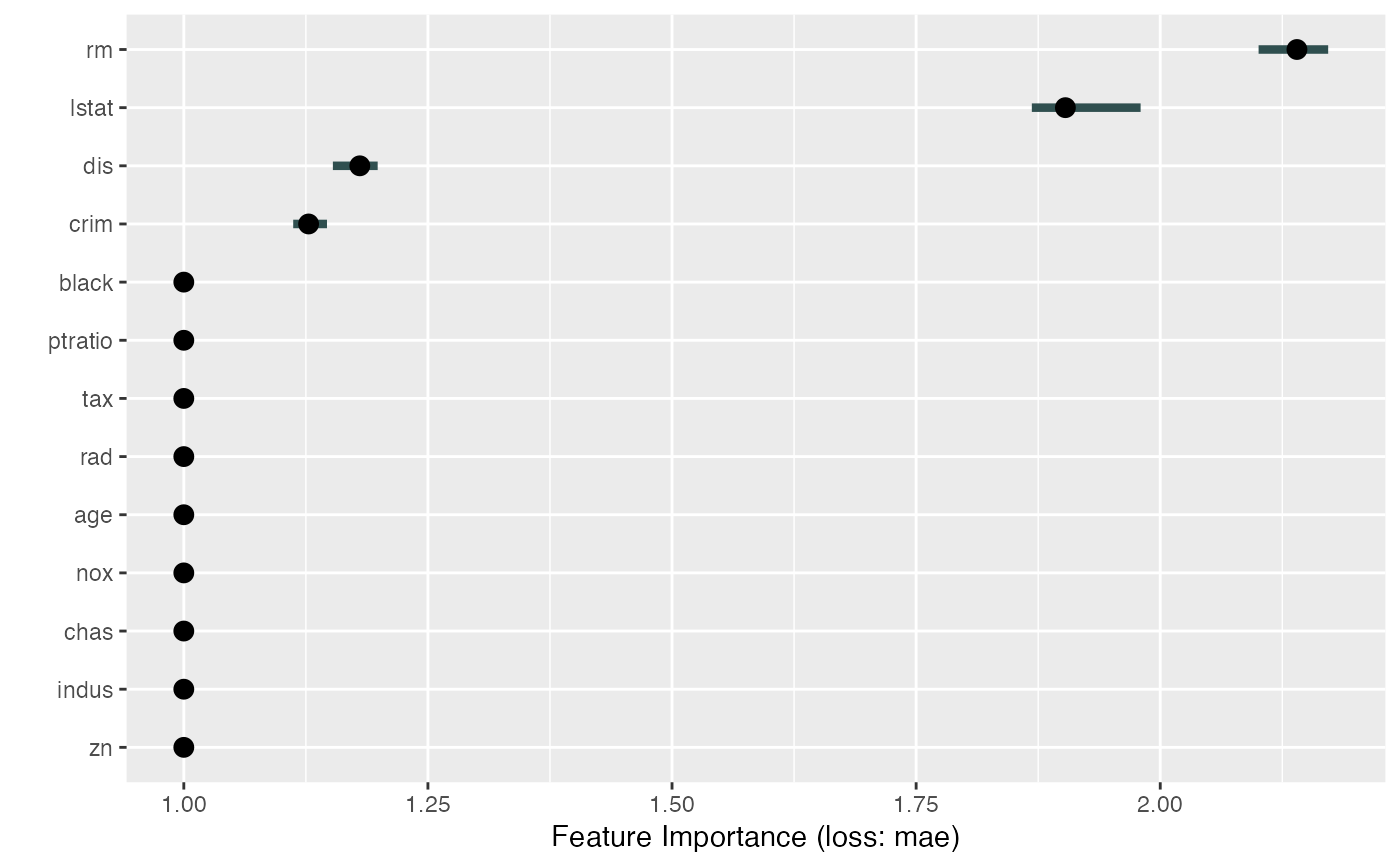 rm
lstat
dis
crim
black
ptratio
tax
rad
age
nox
chas
indus
zn
1.00 1.25 1.50 1.75 2.00
Feature Importance (loss: mae)